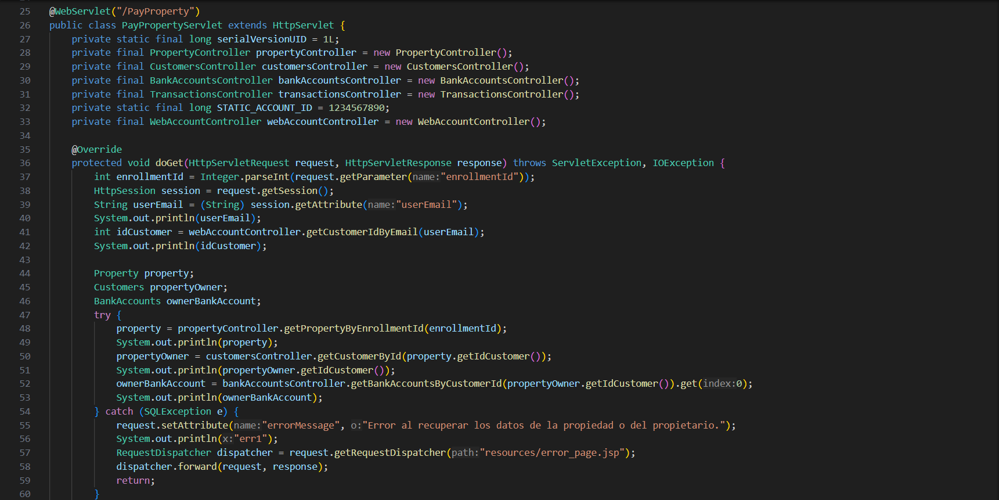 25 @WebServlet("/PayProperty")
26 public class PayPropertyServlet extends HttpServlet {
27 private static final long serialVersionUID = 1L;
28 private final PropertyController propertyController = new PropertyController();
29 private final CustomersController customersController = new CustomersController();
30 private final BankAccountsController bankAccountsController = new BankAccountsController();
31 private final TransactionsController transactionsController = new TransactionsController();
32 private static final long STATIC_ACCOUNT_ID = 1234567890;
33 private final WebAccountController webAccountController = new WebAccountController();
34
35 @Override
36 protected void doGet(HttpServletRequest request, HttpServletResponse response) throws ServletException, IOException {
37 int enrollmentId = Integer.parseInt(request.getParameter(name:"enrollmentId"));
38 HttpSession session = request.getSession();
39 String userEmail = (String) session.getAttribute(name:"userEmail");
40 System.out.println(userEmail);
41 int idCustomer = webAccountController.getCustomerIdByEmail(userEmail);
42 System.out.println(idCustomer);
43
44 Property property;
45 Customers propertyOwner;
46 BankAccounts ownerBankAccount;
47 try {
48 property = propertyController.getPropertyByEnrollmentId(enrollmentId);
49 System.out.println(property);
50 propertyOwner = customersController.getCustomerById(property.getIdCustomer());
51 System.out.println(propertyOwner.getIdCustomer());
52 ownerBankAccount = bankAccountsController.getBankAccountsByCustomerId(propertyOwner.getIdCustomer()).get(index:0);
53 System.out.println(ownerBankAccount);
54 } catch (SQLException e) {
55 request.setAttribute(name:"errorMessage", o:"Error al recuperar los datos de la propiedad o del propietario.");
56 System.out.println(x:"err1");
57 RequestDispatcher dispatcher = request.getRequestDispatcher(path:"resources/error_page.jsp");
58 dispatcher.forward(request, response);
59 return;
60 }